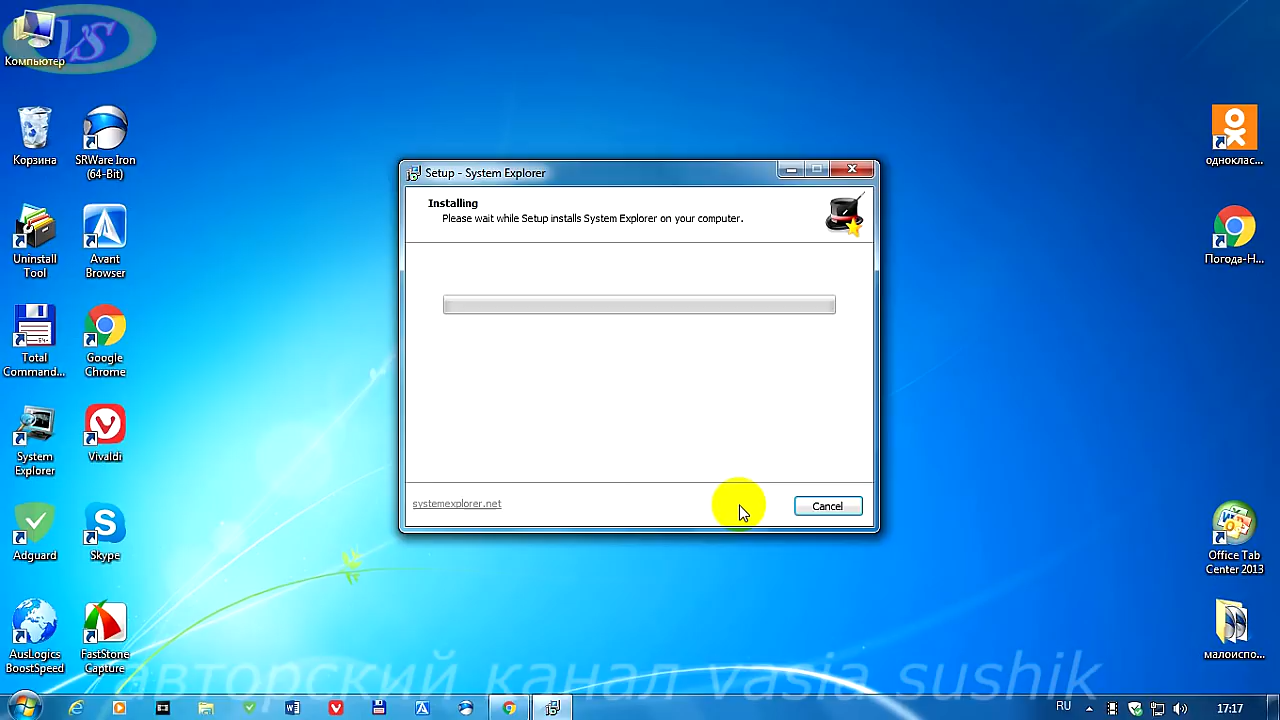 VS
Компьютер
Корзина
SRWare Iron
(64-Bit)
Uninstall
Tool
Avant
Browser
Total
Command...
Google
Chrome
System
Explorer
Vivaldi
Adguard
Skype
AusLogics
BoostSpeed
FastStone
Capture
Setup - System Explorer
Installing
Please wait while Setup installs System Explorer on your computer.
systemexplorer.net
Cancel
однокла​с...
Погода-Н...
Office Tab
Center 2013
малоиспо...
авторский канал vasia sushik
RU
17:17